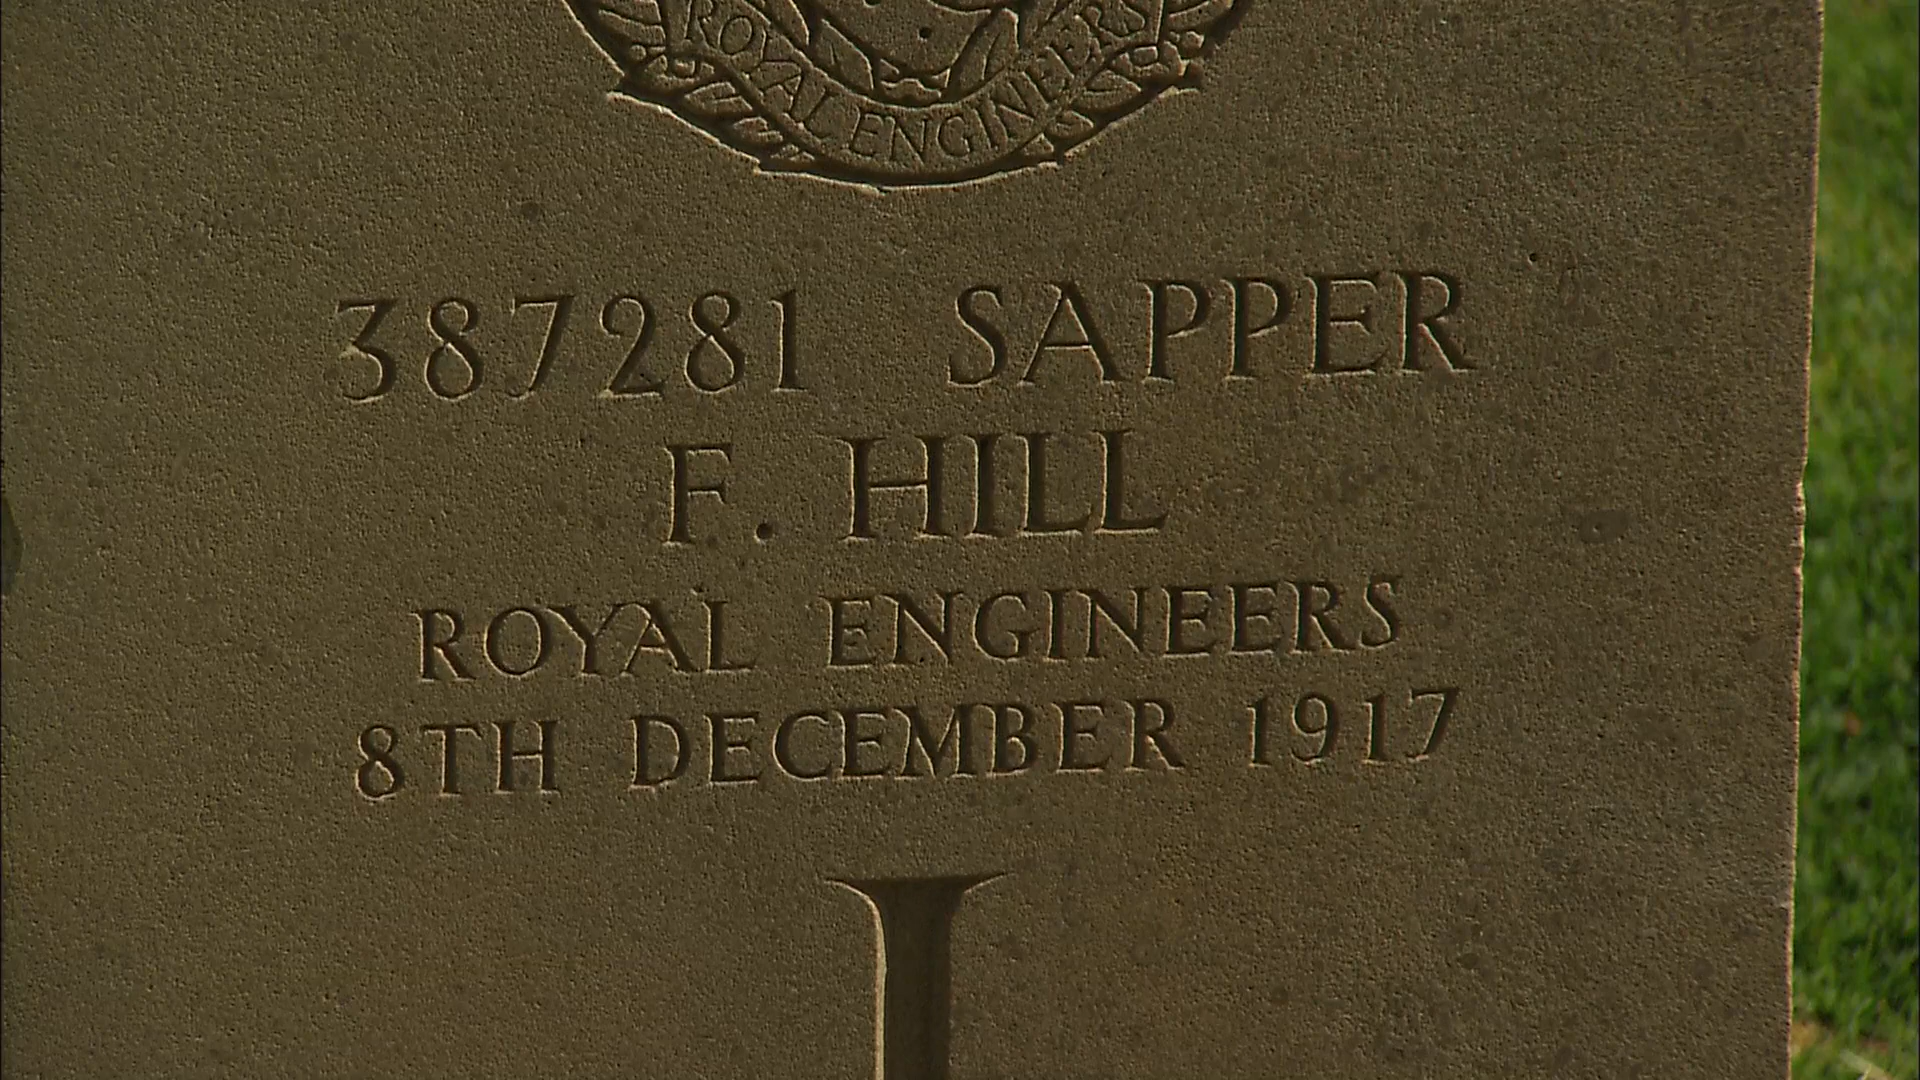 ROYAL ENGINEERS
387281 SAPPER
F. HILL
ROYAL ENGINEERS
8TH DECEMBER 1917